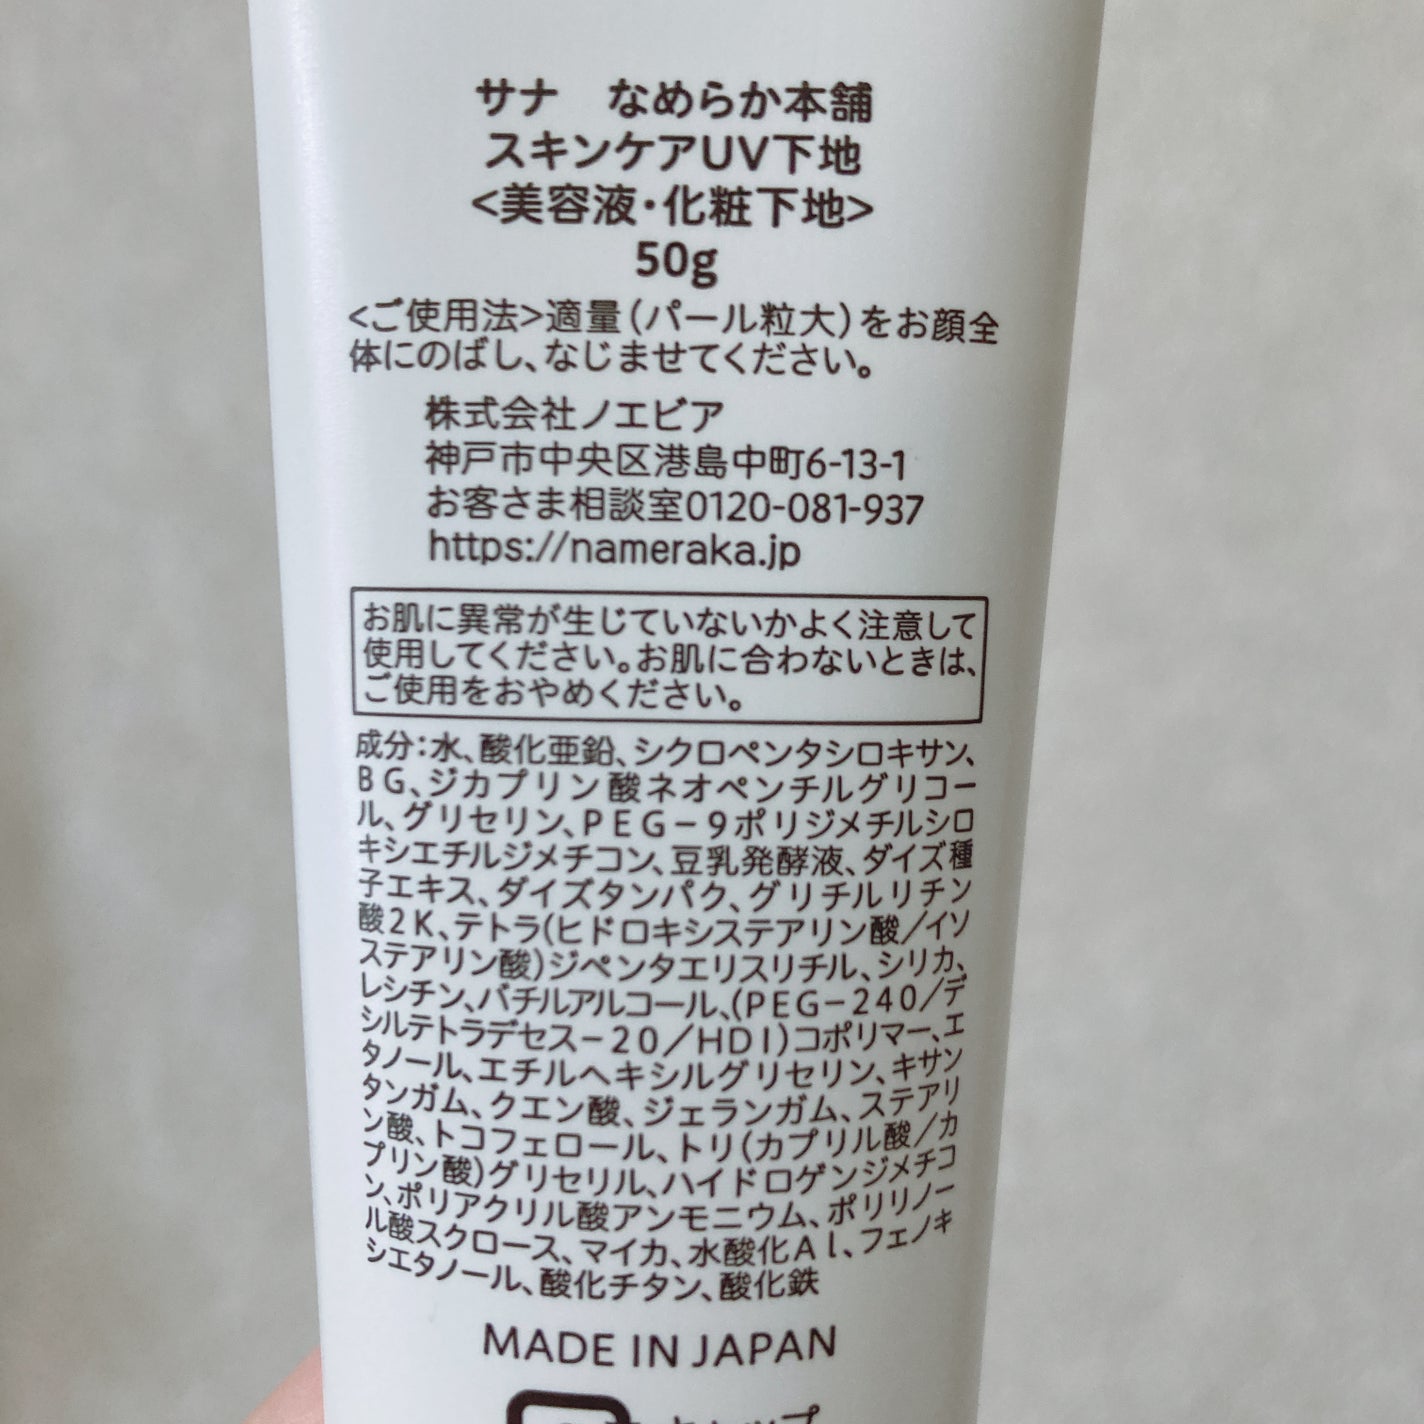 サナ なめらか本舗
スキンケアUV下地
<美容液・化粧下地>
50g
<ご使用法>適量(パール粒大)をお顔全
体にのばし、なじませてください。
株式会社ノエビア
神戸市中央区港島中町6-13-1
お客さま相談室0120-081-937
https://nameraka.jp
お肌に異常が生じていないかよく注意して
使用してください。お肌に合わないときは、
ご使用をおやめください。
成分:水、酸化亜鉛、シクロペンタシロキサン、
BG、ジカプリン酸ネオペンチルグリコー
ル、グリセリン、PEG-9ポリジメチルシロ
キシエチルジメチコン、豆乳発酵液、ダイズ種
子エキス、ダイズタンパク、グリチルリチン
酸2K、テトラ(ヒドロキシステアリン酸/イソ
ステアリン酸)ジペンタエリスリチル、シリカ、
レシチン、バチルアルコール、(PEG-240/デ
シルテトラデセス-20/HDI)コポリマー、エ
タノール、エチルヘキシルグリセリン、キサン
タンガム、クエン酸、ジェランガム、ステアリ
ン酸、トコフェロール、トリ(カプリル酸/カ
プリン酸)グリセリル、ハイドロゲンジメチコ
ン、ポリアクリル酸アンモニウム、ポリリノー
ル酸スクロース、マイカ、水酸化Al、フェノキ
シエタノール、酸化チタン、酸化鉄
MADE IN JAPAN